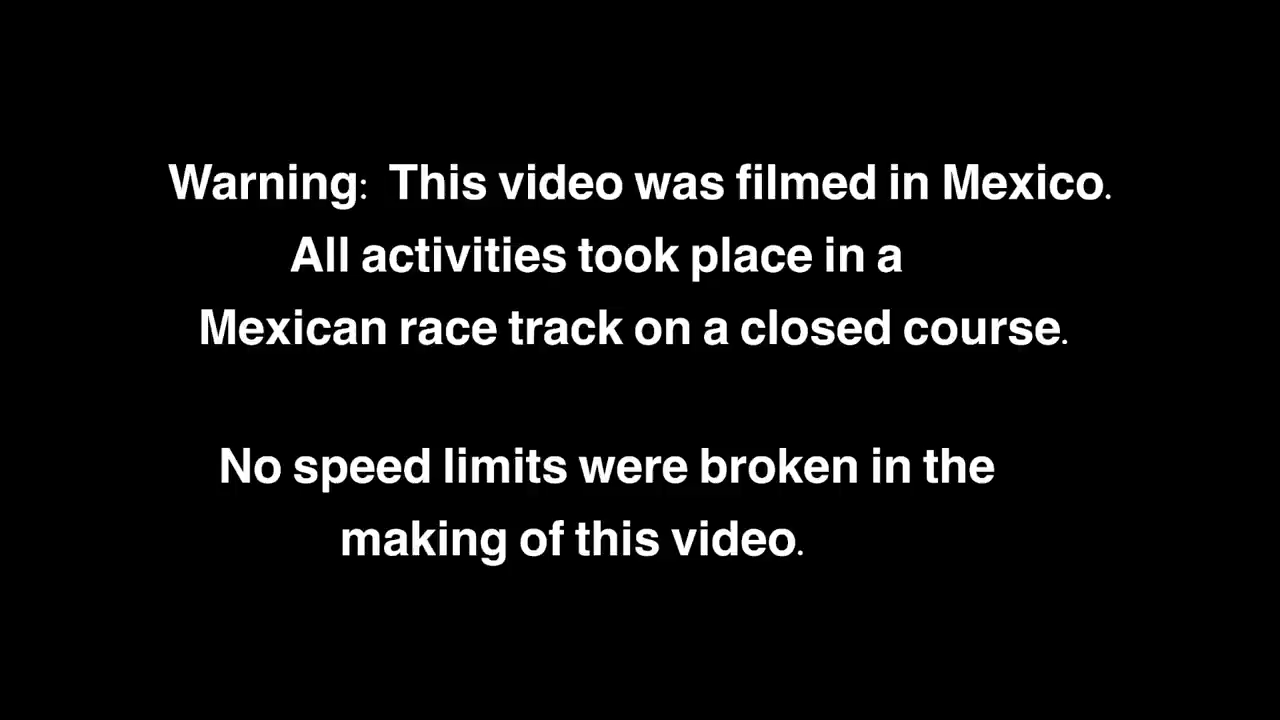 Warning: This video was filmed in Mexico.
All activities took place in a
Mexican race track on a closed course.
No speed limits were broken in the
making of this video.